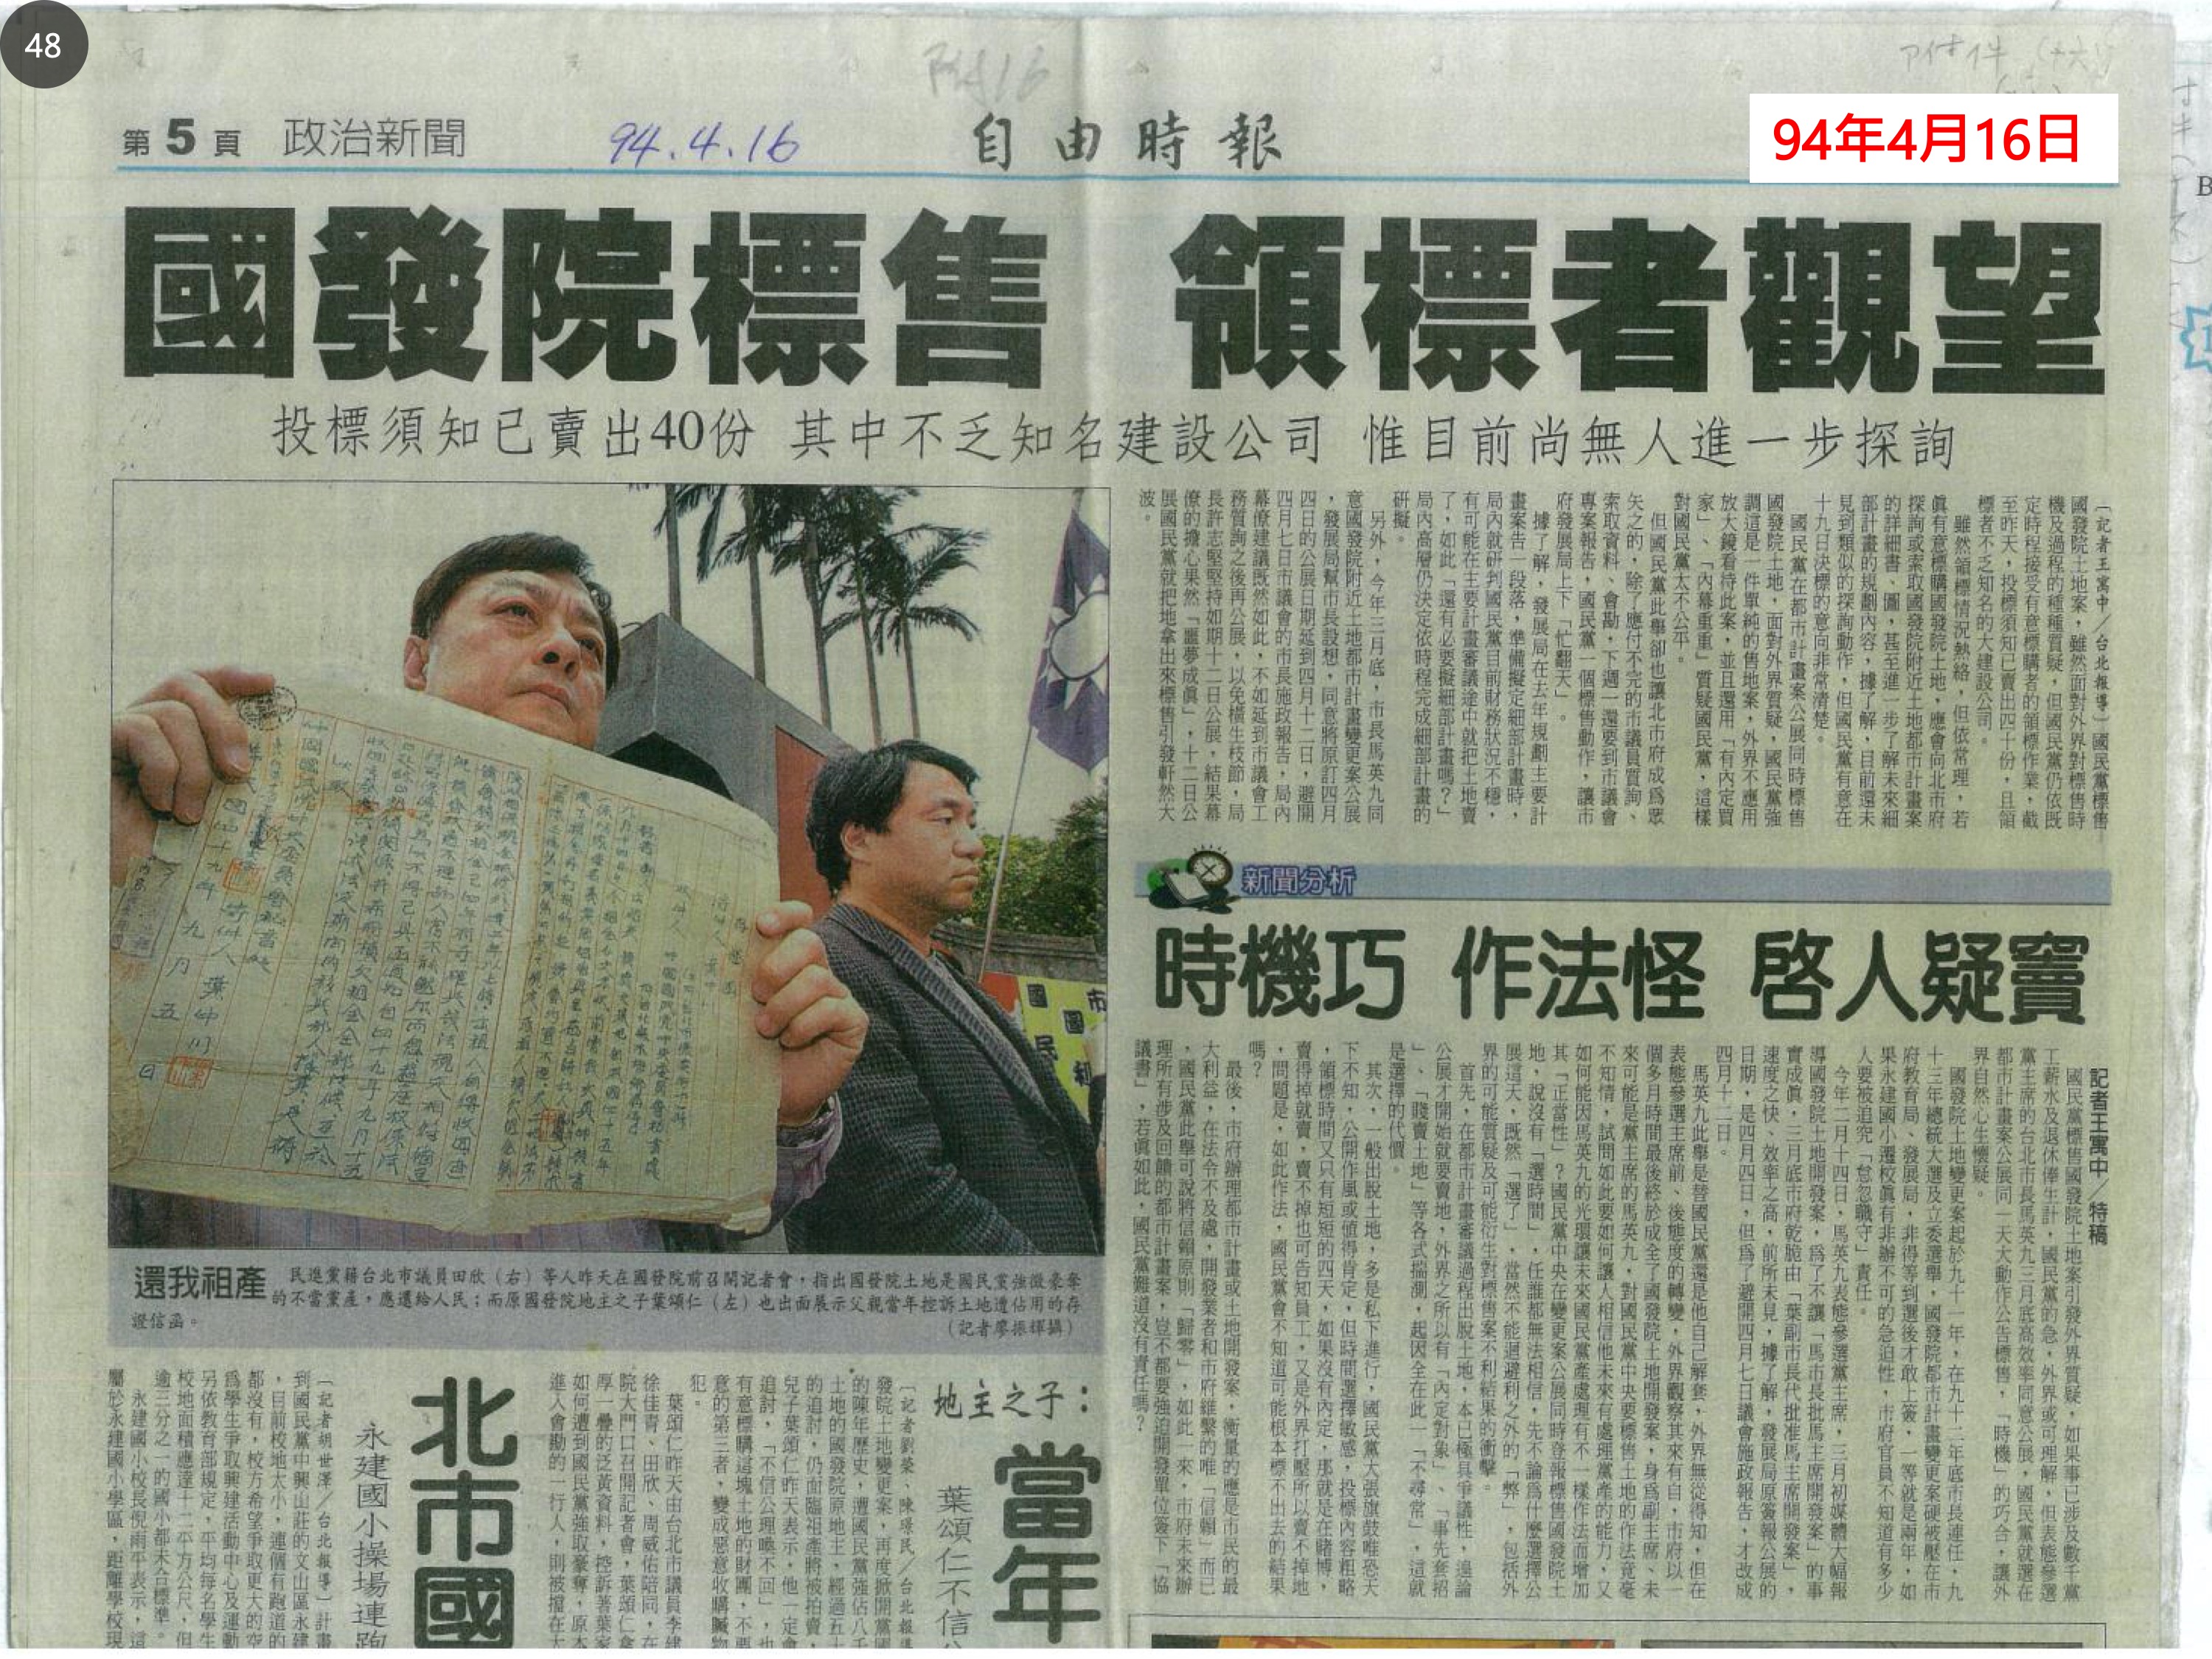 48
附件(十六)
第5頁 政治新聞
94.4.16
自由時報
94年4月16日
國發院標售 領標者觀望
投標須知已賣出40份 其中不乏知名建設公司 惟目前尚無人進一步探詢
〔記者王寓中/台北報導〕國民黨標售
國發院土地案,雖然面對外界對標售時
機及過程的種種質疑,但國民黨仍依既
定時程接受有意標購者的領標作業,截
至昨天,投標須知已賣出四十份,且領
標者不乏知名的大建設公司。
雖然領標情況熱絡,但依常理,若
真有意標購國發院土地,應會向北市府
探詢或索取國發院附近土地都市計畫案
的詳細書、圖,甚至進一步了解未來細
部計畫的規劃內容,據了解,目前還未
見到類似的探詢動作,但國民黨有意在
十九日決標的意向非常清楚。
國民黨在都市計畫案公展同時標售
國發院土地,面對外界質疑,國民黨強
調這是一件單純的售地案,外界不應用
放大鏡看待此案,並且還用「有內定買
家」、「內幕重重」質疑國民黨,這樣
對國民黨太不公平。
但國民黨此舉卻也讓北市府成為眾
矢之的,除了應付不完的市議員質詢、
索取資料、會勘,下週一還要到市議會
專案報告,國民黨一個標售動作,讓市
府發展局上下「忙翻天」。
據了解,發展局在去年規劃主要計
畫案告一段落,準備擬定細部計畫時,
局內就研判國民黨目前財務狀況不穩,
有可能在主要計畫審議途中就把土地賣
了,如此「還有必要擬細部計畫嗎?」
局內高層仍決定依時程完成細部計畫的
研擬。
另外,今年三月底,市長馬英九同
意國發院附近土地都市計畫變更案公展
,發展局幫市長設想,同意將原訂四月
四日的公展日期延到四月十二日,避開
四月七日市議會的市長施政報告,局內
幕僚建議既然如此,不如延到市議會工
務質詢之後再公展,以免橫生枝節,局
長許志堅堅持如期十二日公展,結果幕
僚的擔心果然「噩夢成真」,十二日公
展國民黨就把地拿出來標售引發軒然大
波。
新聞分析
時機巧 作法怪 啓人疑竇
記者王寓中/特稿
國民黨標售國發院土地案引發外界質疑,如果事已涉及數千黨
工薪水及退休俸生計,國民黨的急,外界或可理解,但表態參選
黨主席的台北市長馬英九三月底高效率同意公展,國民黨就選在
都市計畫案公展同一天大動作公告標售,「時機」的巧合,讓外
界自然心生懷疑。
國發院土地變更案起於九十一年,在九十二年底市長連任,九
十三年總統大選及立委選舉,國發院都市計畫變更案硬被壓在市
府教育局、發展局,非得等到選後才敢上簽,一等就是兩年,如
果永建國小遷校真有非辦不可的急迫性,市府官員不知道有多少
人要被追究「怠忽職守」責任。
今年二月十四日,馬英九表態參選黨主席,三月初媒體大幅報
導國發院土地開發案,為了不讓「馬市長批馬主席開發案」的事
實成真,三月底市府乾脆由「葉副市長代批准馬主席開發案」,
速度之快、效率之高,前所未見,據了解,發展局原簽報公展的
日期,是四月四日,但為了避開四月七日議會施政報告,才改成
四月十二日。
馬英九此舉是替國民黨還是他自己解套,外界無從得知,但在
表態參選主席前、後態度的轉變,外界觀察其來有自,市府以一
個多月時間最後終於成全了國發院土地開發案,身為副主席、未
來可能是黨主席的馬英九,對國民黨中央要標售土地的作法竟毫
不知情,試問如此要如何讓人相信他未來有處理黨產的能力,又
如何能因馬英九的光環讓未來國民黨產處理有不一樣作法而增加
其「正當性」?國民黨中央在變更案公展同時登報標售國發院土
地,說沒有「選時間」,任誰都無法相信,先不論為什麼選擇公
展這天,既然「選了」,當然不能迴避利之外的「弊」,包括外
界的可能質疑及可能衍生對標售案不利結果的衝擊。
首先,在都市計畫審議過程出脫土地,本已極具爭議性,遑論
公展才開始就要賣地,外界之所以有「內定對象」、「事先套招
」、「賤賣土地」等各式揣測,起因全在此一「不尋常」,這就
是選擇的代價。
其次,一般出脫土地,多是私下進行,國民黨大張旗鼓唯恐天
下不知,公開作風或值得肯定,但時間選擇敏感,投標內容粗略
,領標時間又只有短短的四天,如果沒有內定,那就是在賭博,
賣得掉就賣,賣不掉也可告知員工,又是外界打壓所以賣不掉地
,問題是,如此作法,國民黨會不知道可能根本標不出去的結果
嗎?
最後,市府辦理都市計畫或土地開發案,衡量的應是市民的最
大利益,在法令不及處,開發業者和市府維繫的唯「信賴」而已
,國民黨此舉可說將信賴原則「歸零」,如此一來,市府未來辦
理所有涉及回饋的都市計畫案,豈不都要強迫開發單位簽下「協
議書」,若真如此,國民黨難道沒有責任嗎?
還我祖產 民進黨籍台北市議員田欣(右)等人昨天在國發院前召開記者會,指出國發院土地是國民黨強徵豪奪
的不當黨產,應還給人民;而原國發院地主之子葉頌仁(左)也出面展示父親當年控訴土地遭佔用的存
證信函。
(記者廖振輝攝)
地主之子:
當年
葉頌仁不信公
〔記者劉榮、陳璟民/台北報導
發院土地變更案,再度掀開黨國
的陳年歷史,遭國民黨強佔八千
土地的國發院原地主,經過五十
的追討,仍面臨祖產將被拍賣,
兒子葉頌仁昨天表示,他一定會
追討,「不信公理喚不回」,也
有意標購這塊土地的財團,不要
意的第三者,變成惡意收購贓物
犯。
葉頌仁昨天由台北市議員李建
徐佳青、田欣、周威佑陪同,在
院大門口召開記者會,葉頌仁拿
厚一疊的泛黃資料,控訴著葉家
如何遭到國民黨強取豪奪,原本
進入會勘的一行人,則被擋在大
北市國
永建國小操場連跑
〔記者胡世澤/台北報導〕計畫
到國民黨中興山莊的文山區永建
,目前校地太小,連個有跑道的
都沒有,校方希望爭取更大的空
為學生爭取興建活動中心及運動
另依教育部規定,平均每名學生
校地面積應達十二平方公尺,但
逾三分之一的國小都未合標準。
永建國小校長倪雨平表示,這
屬於永建國小學區,距離學校現